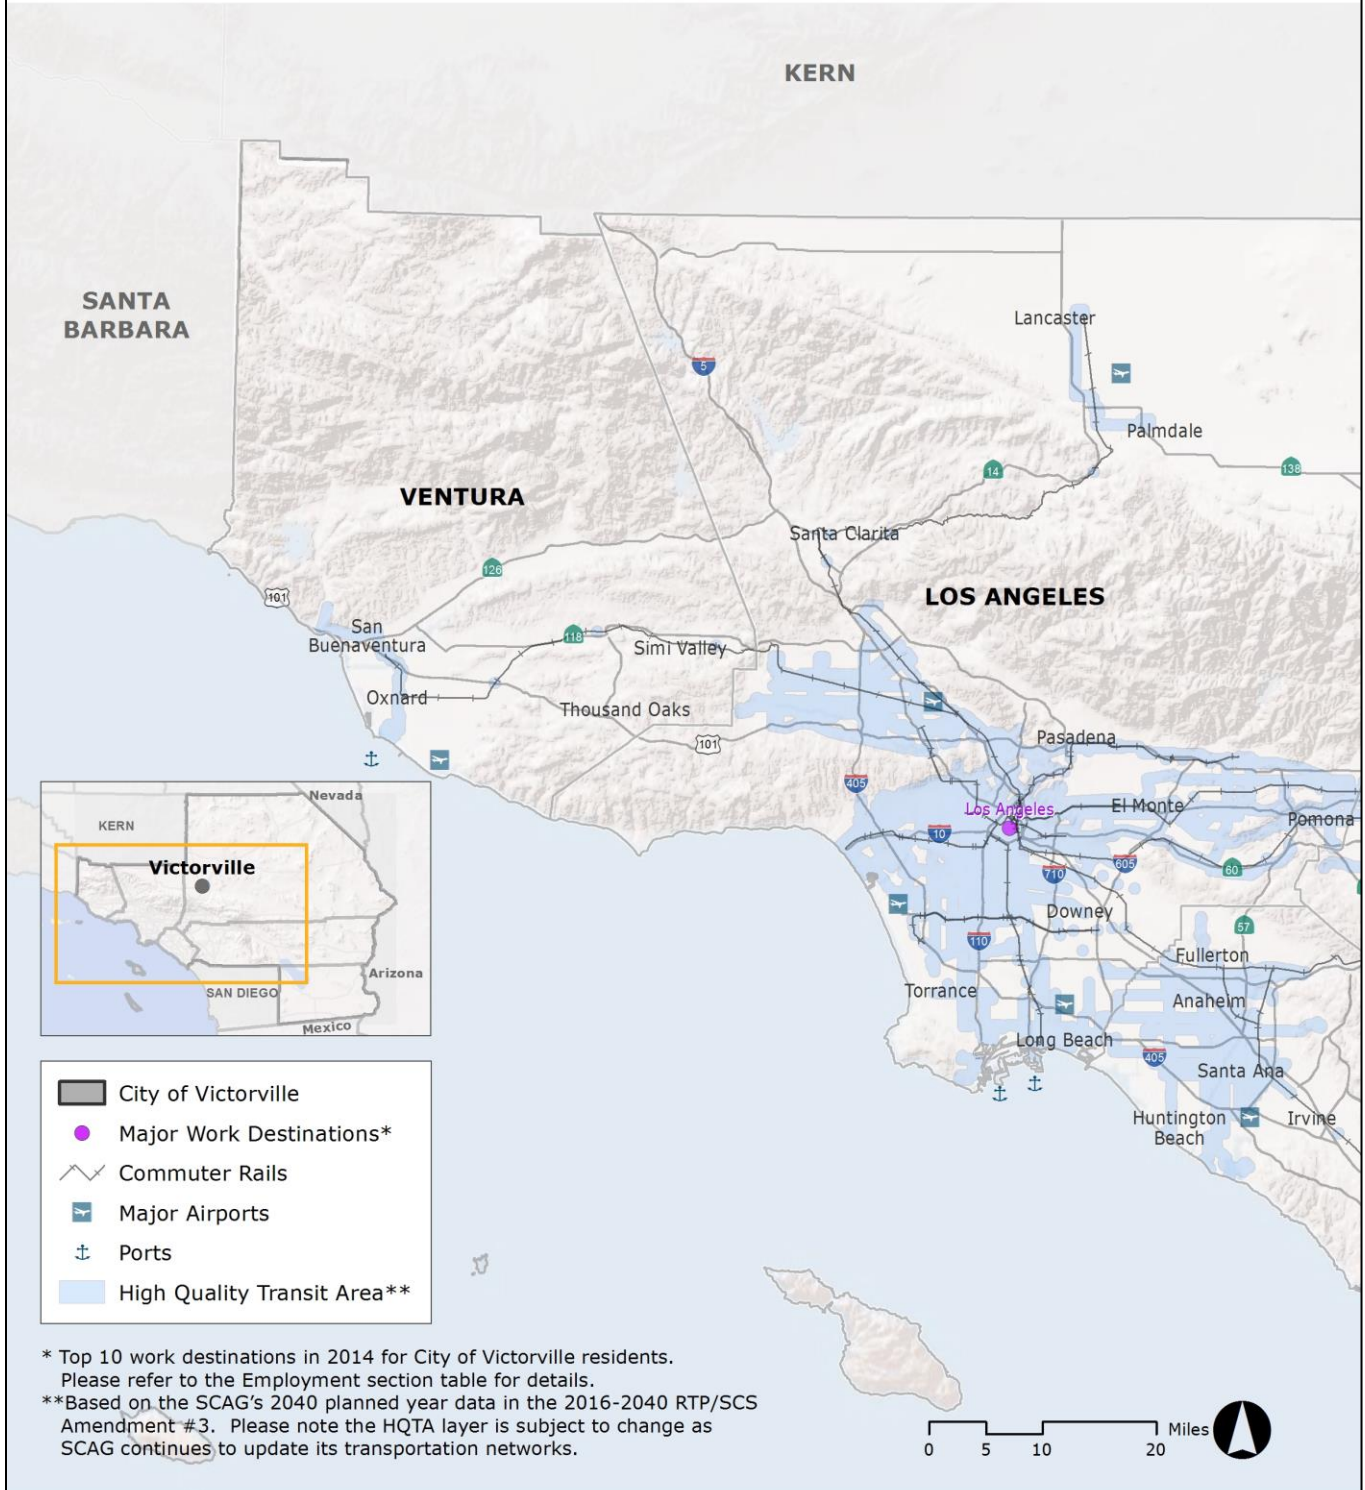 KERN
SANTA
BARBARA
Lancaster
5
Palmdale
14
138
VENTURA
Santa Clarita
126
LOS ANGELES
101
San
Buenaventura
118
Simi Valley
Oxnard
Thousand Oaks
101
Pasadena
405
Los Angeles
El Monte
Pomona
10
710
605
60
Downey
57
110
Fullerton
Torrance
Anaheim
Long Beach
405
Santa Ana
Huntington
Beach
Irvine
Nevada
KERN
Victorville
Arizona
SAN DIEGO
Mexico
City of Victorville
Major Work Destinations*
Commuter Rails
Major Airports
Ports
High Quality Transit Area**
* Top 10 work destinations in 2014 for City of Victorville residents.
Please refer to the Employment section table for details.
**Based on the SCAG's 2040 planned year data in the 2016-2040 RTP/SCS
Amendment #3. Please note the HQTA layer is subject to change as
SCAG continues to update its transportation networks.
0 5 10 20 Miles